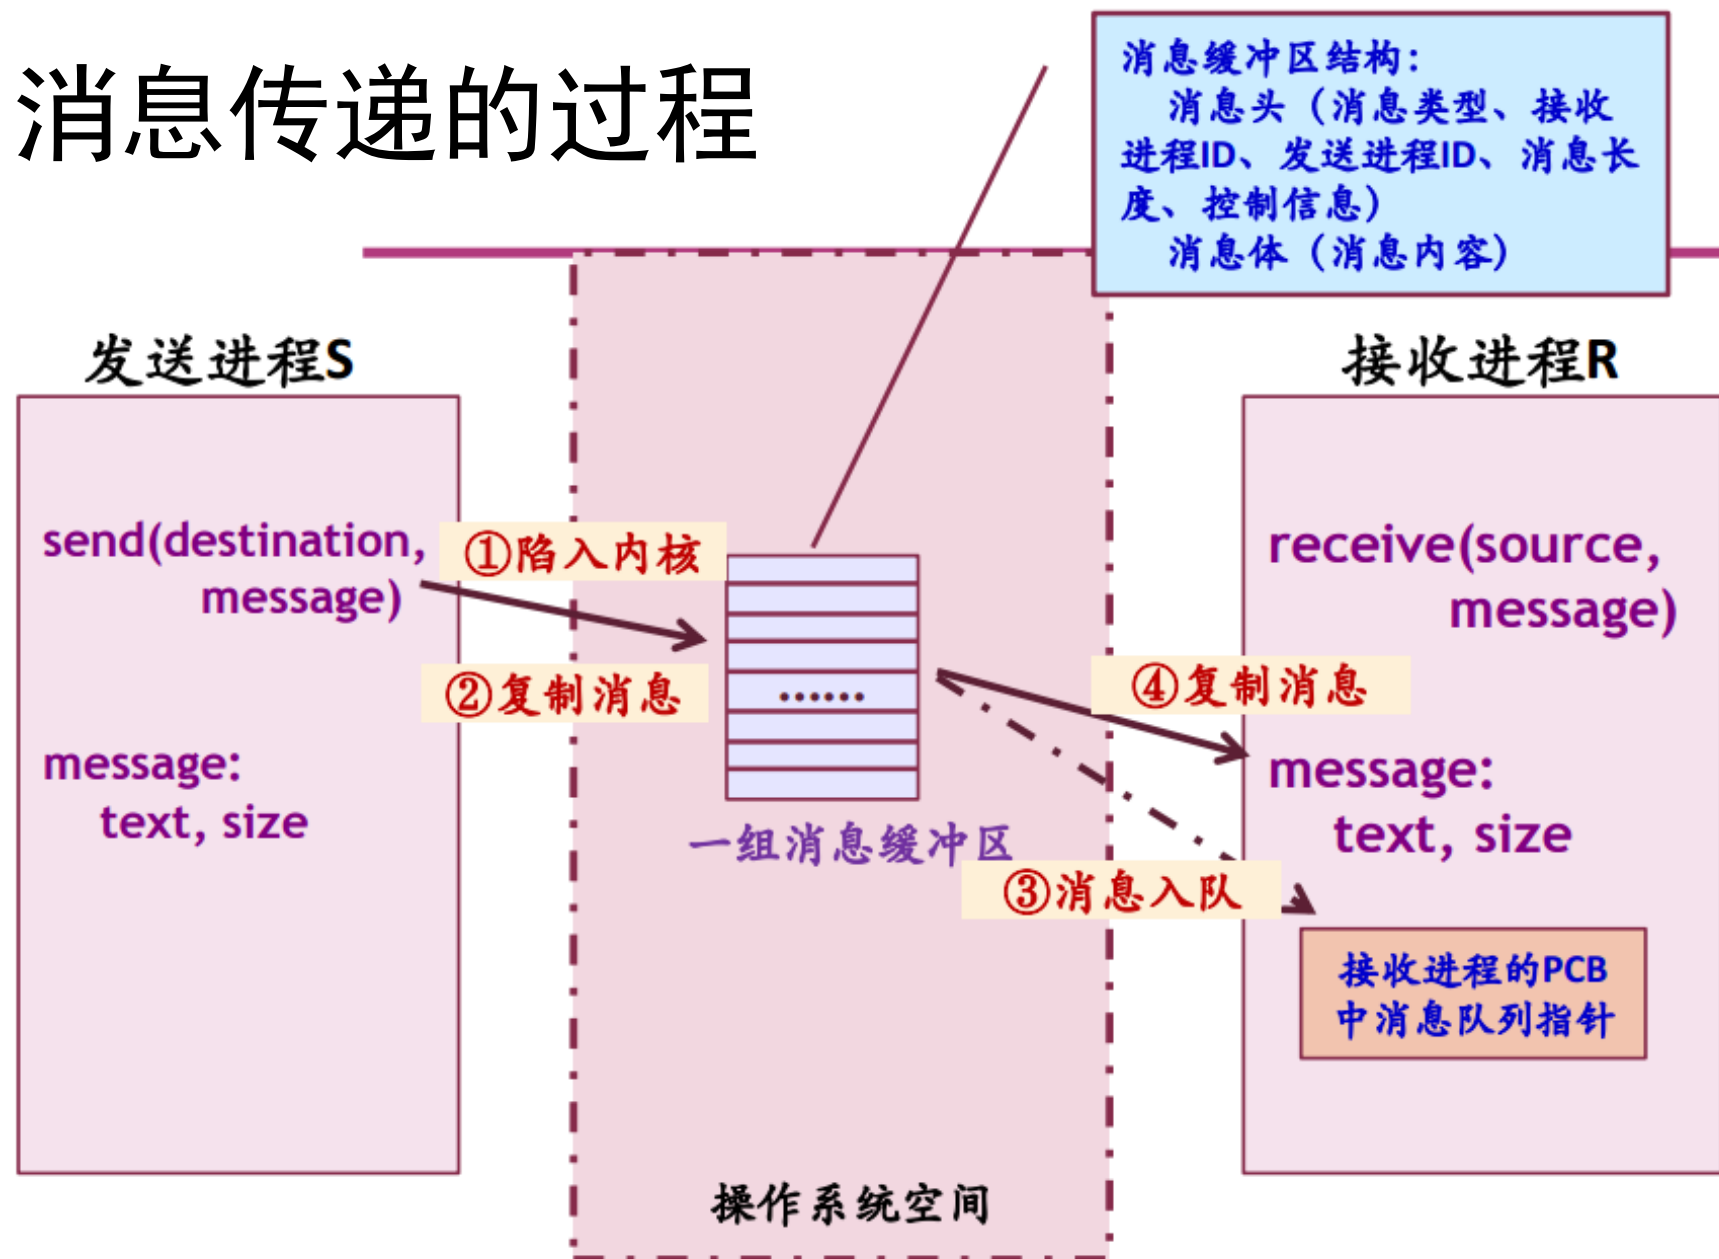 消息传递的过程
消息缓冲区结构：
消息头（消息类型、接收
进程ID、发送进程ID、消息长
度、控制信息）
消息体（消息内容）
发送进程S
send(destination,
message)
message:
text, size
①陷入内核
②复制消息
......
一组消息缓冲区
③消息入队
④复制消息
操作系统空间
接收进程R
receive(source,
message)
message:
text, size
接收进程的PCB
中消息队列指针